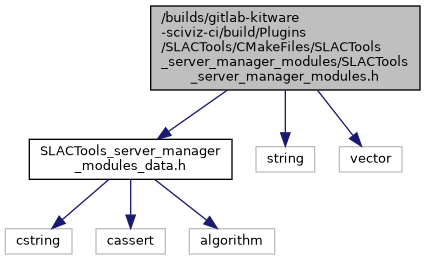 /builds/gitlab-kitware
-sciviz-ci/build/Plugins
/SLACTools/CMakeFiles/SLACTools
_server_manager_modules/SLACTools
_server_manager_modules.h
SLACTools_server_manager
_modules_data.h
string
vector
cstring
cassert
algorithm